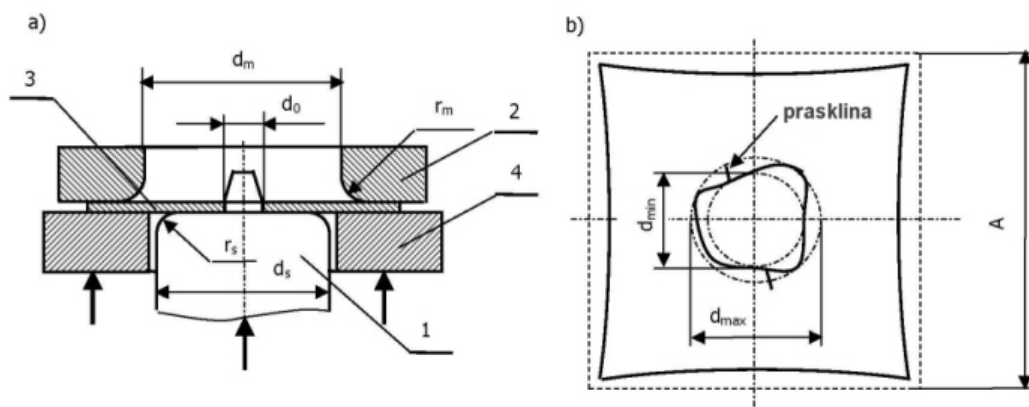 a)
b)
d_m
3
d_0
r_m
2
prasklina
4
d_min
A
r_s
d_s
d_max
1